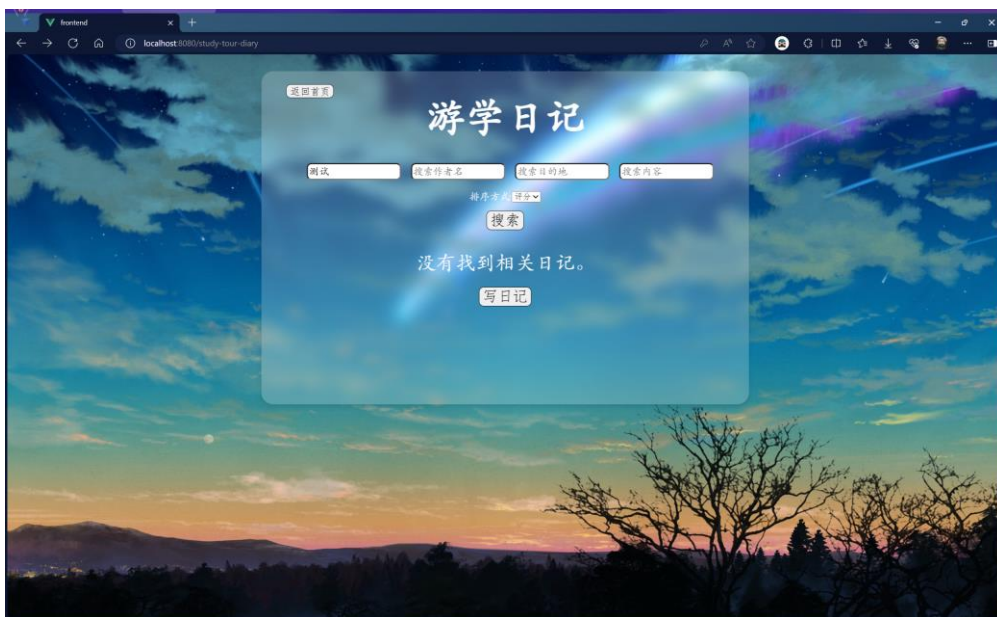 frontend
localhost:8080/study-tour-diary
返回首页
游学日记
测试 搜索作者名 搜索目的地 搜索内容
排序方式 评分
搜索
没有找到相关日记。
写日记